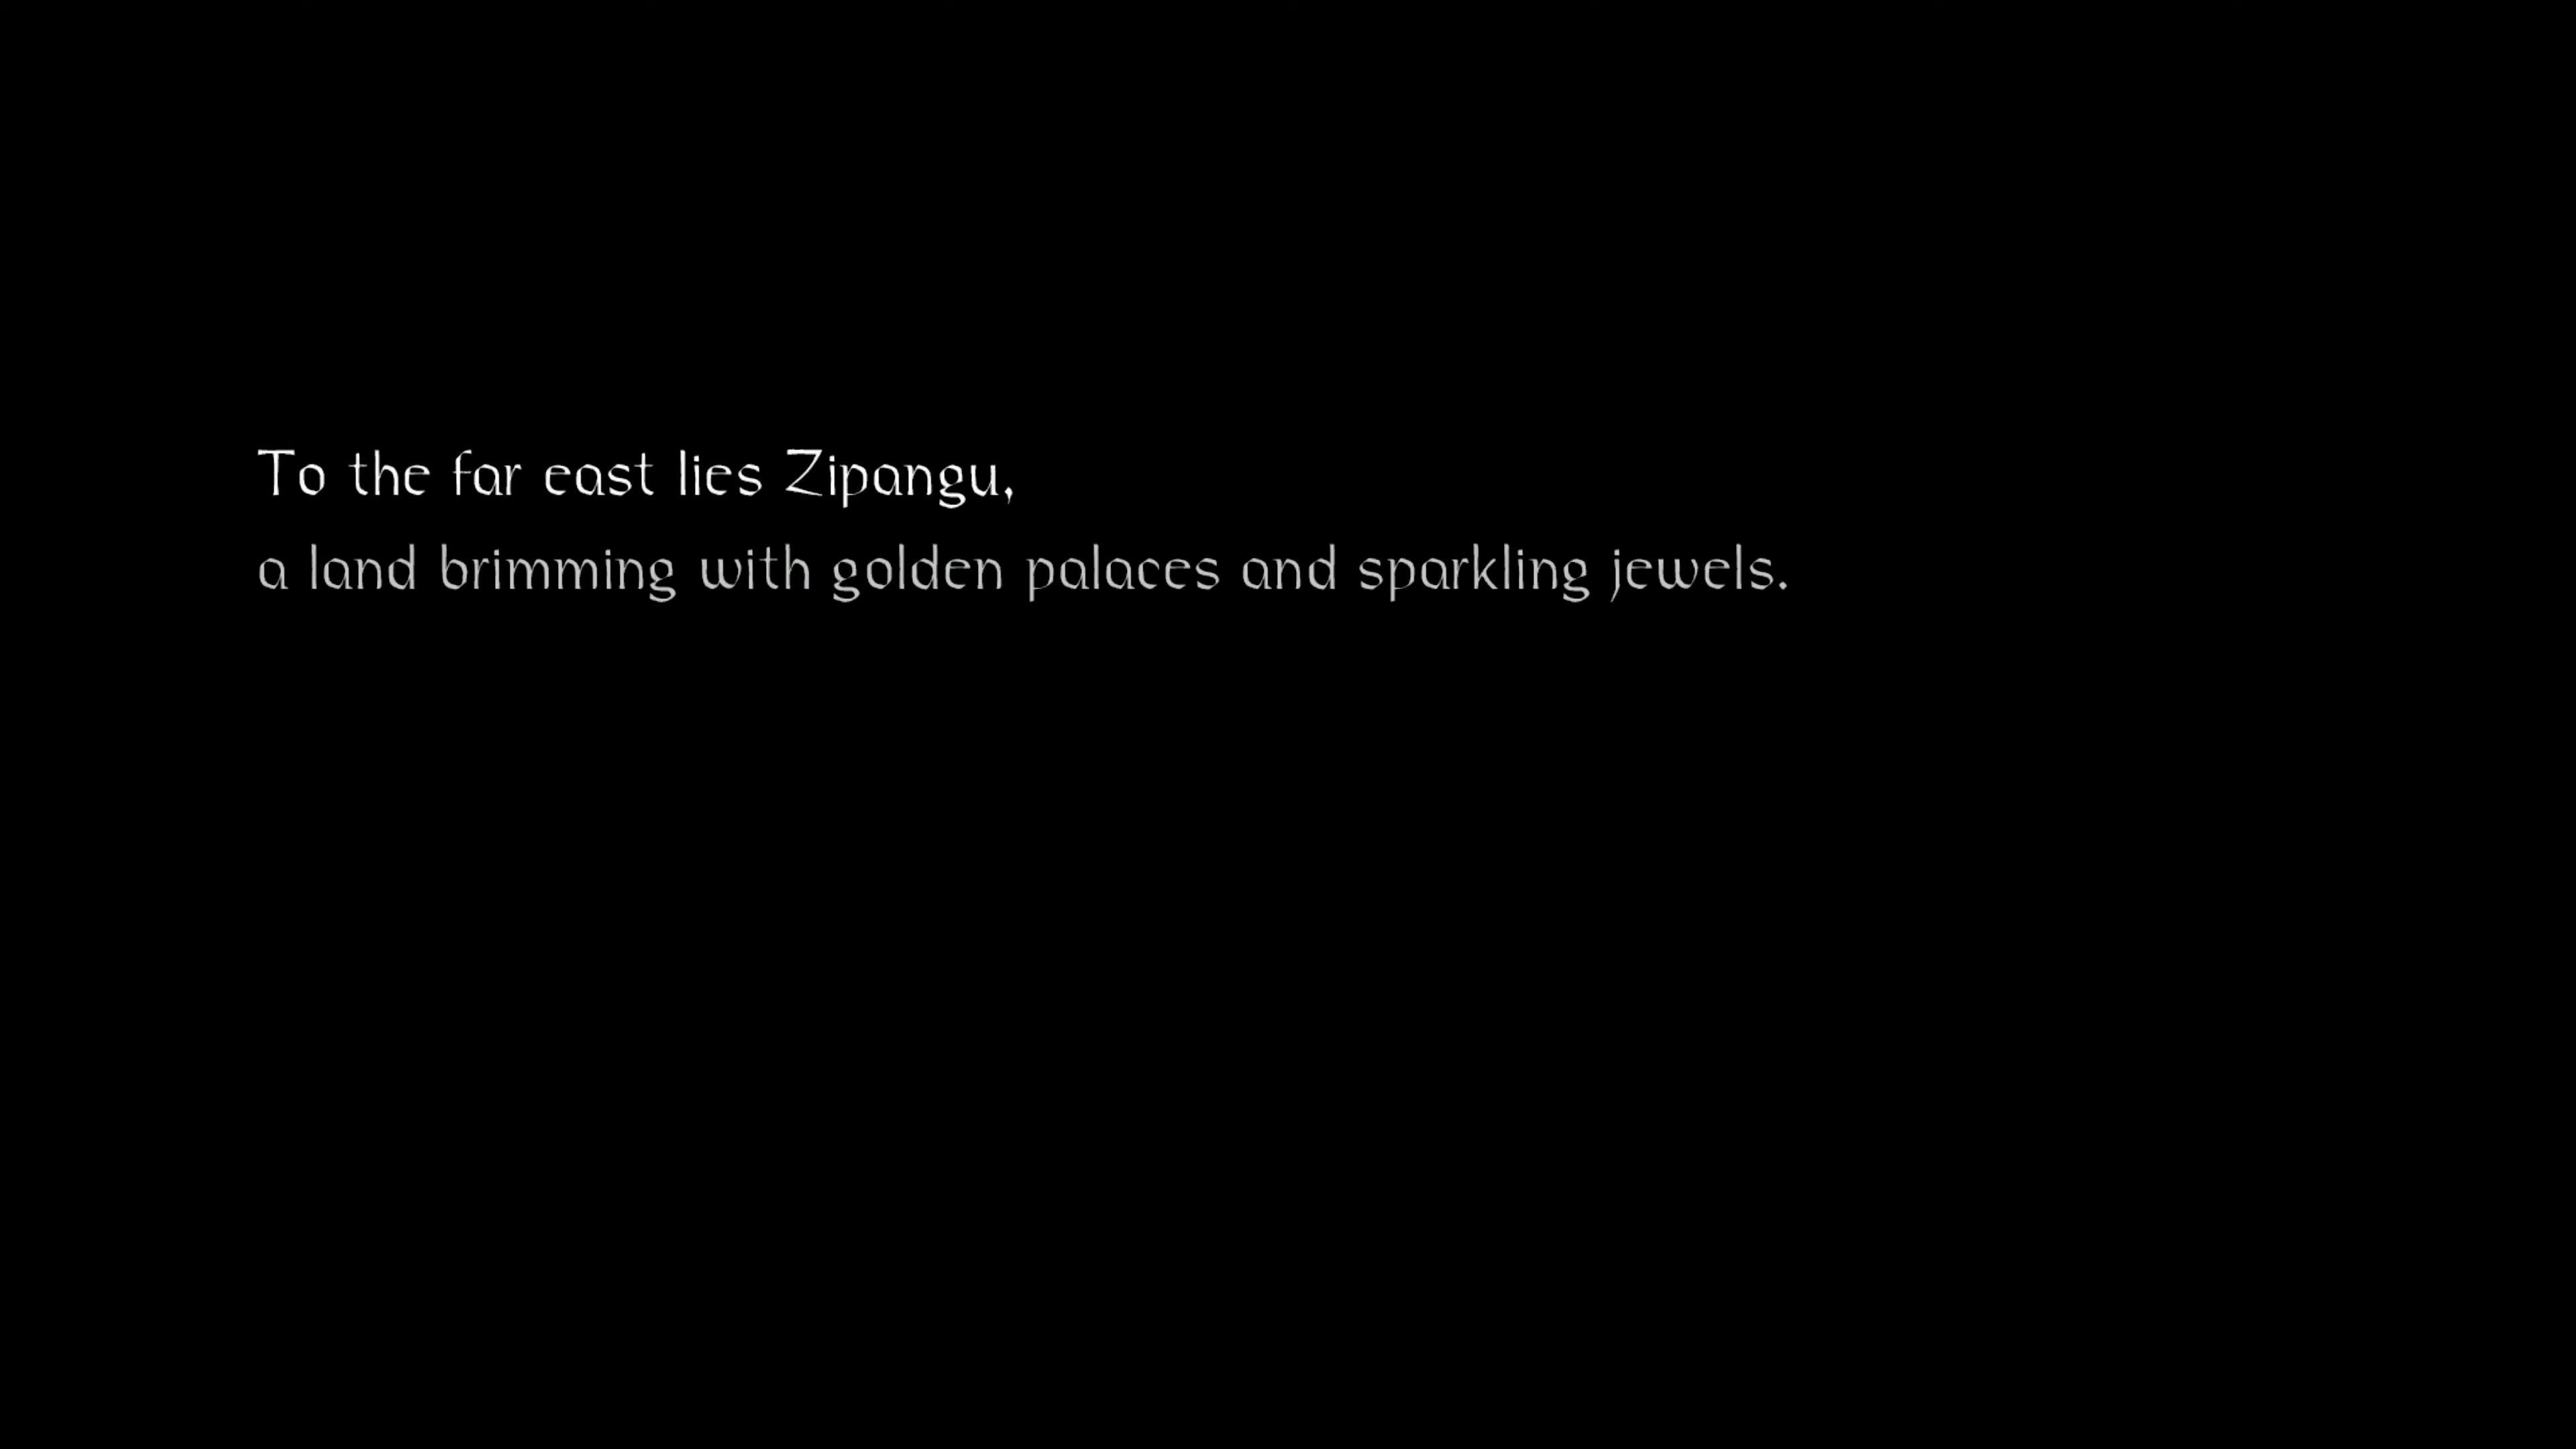 To the far east lies Zipangu,
a land brimming with golden palaces and sparkling jewels.